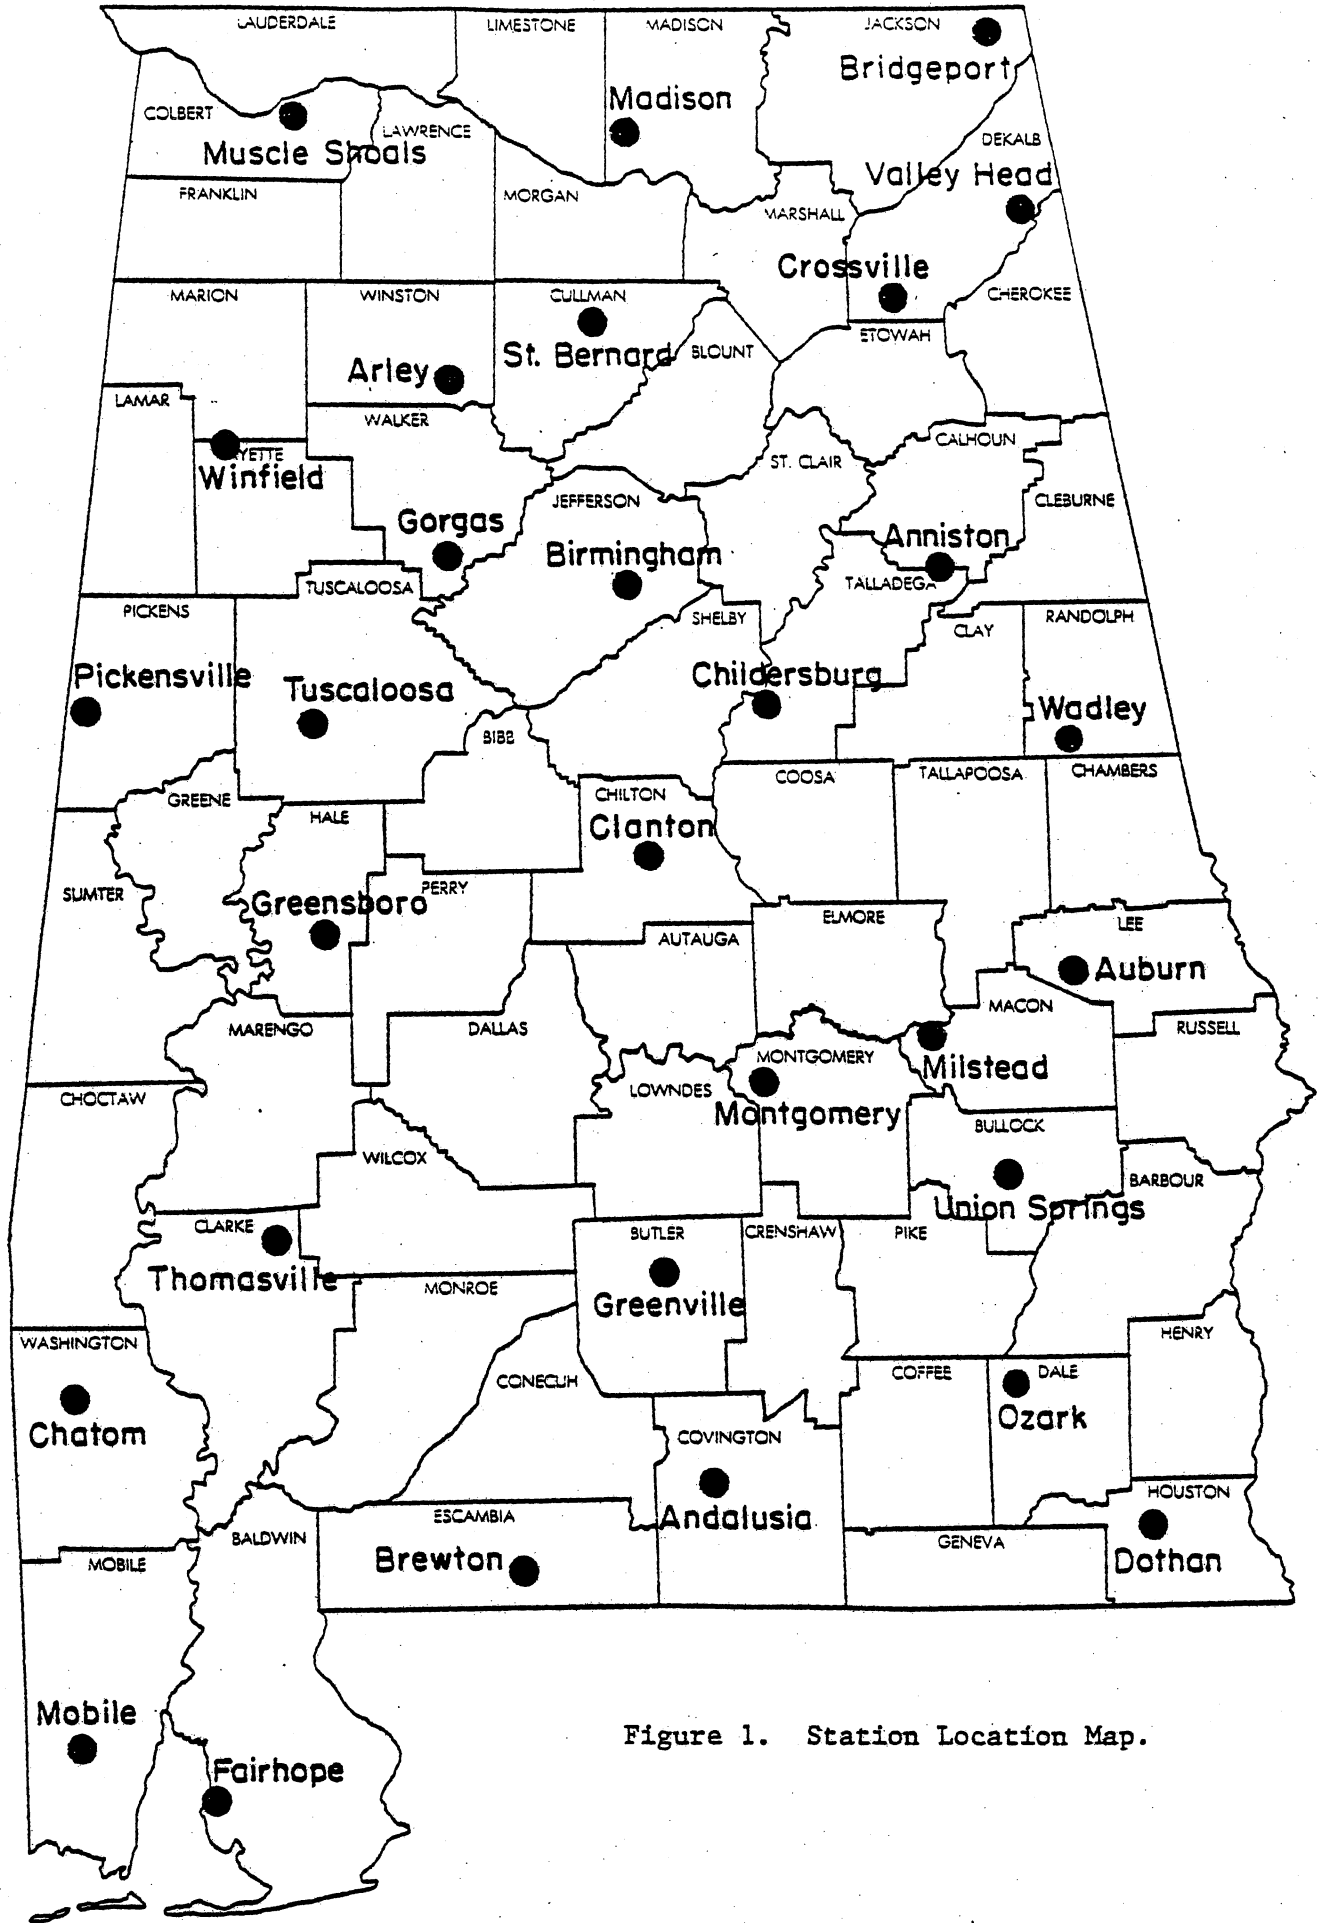 LAUDERDALE
LIMESTONE
MADISON
JACKSON
Bridgeport
Madison
COLBERT
LAWRENCE
DEKALB
Muscle Shoals
Valley Head
FRANKLIN
MORGAN
MARSHALL
Crossville
MARION
WINSTON
CULLMAN
CHEROKEE
ETOWAH
St. Bernard
BLOUNT
Arley
LAMAR
WALKER
CALHOUN
YETTE
ST. CLAIR
Winfield
JEFFERSON
CLEBURNE
Gorgas
Anniston
Birmingham
TUSCALOOSA
TALLADEGA
PICKENS
SHELBY
CLAY
RANDOLPH
Pickensville
Tuscaloosa
Childersburg
Wadley
BIBB
COOSA
TALLAPOOSA
CHAMBERS
GREENE
CHILTON
HALE
Clanton
SUMTER
PERRY
Greensboro
ELMORE
LEE
AUTAUGA
Auburn
MACON
MARENGO
DALLAS
RUSSELL
MONTGOMERY
Milstead
LOWNDES
CHOCTAW
Montgomery
BULLOCK
WILCOX
BARBOUR
Union Springs
CLARKE
BUTLER
CRENSHAW
PIKE
Thomasville
MONROE
Greenville
WASHINGTON
HENRY
CONECUH
COFFEE
DALE
Chatom
Ozark
COVINGTON
HOUSTON
ESCAMBIA
Andalusia
BALDWIN
GENEVA
MOBILE
Brewton
Dothan
Mobile
Figure 1. Station Location Map.
Fairhope